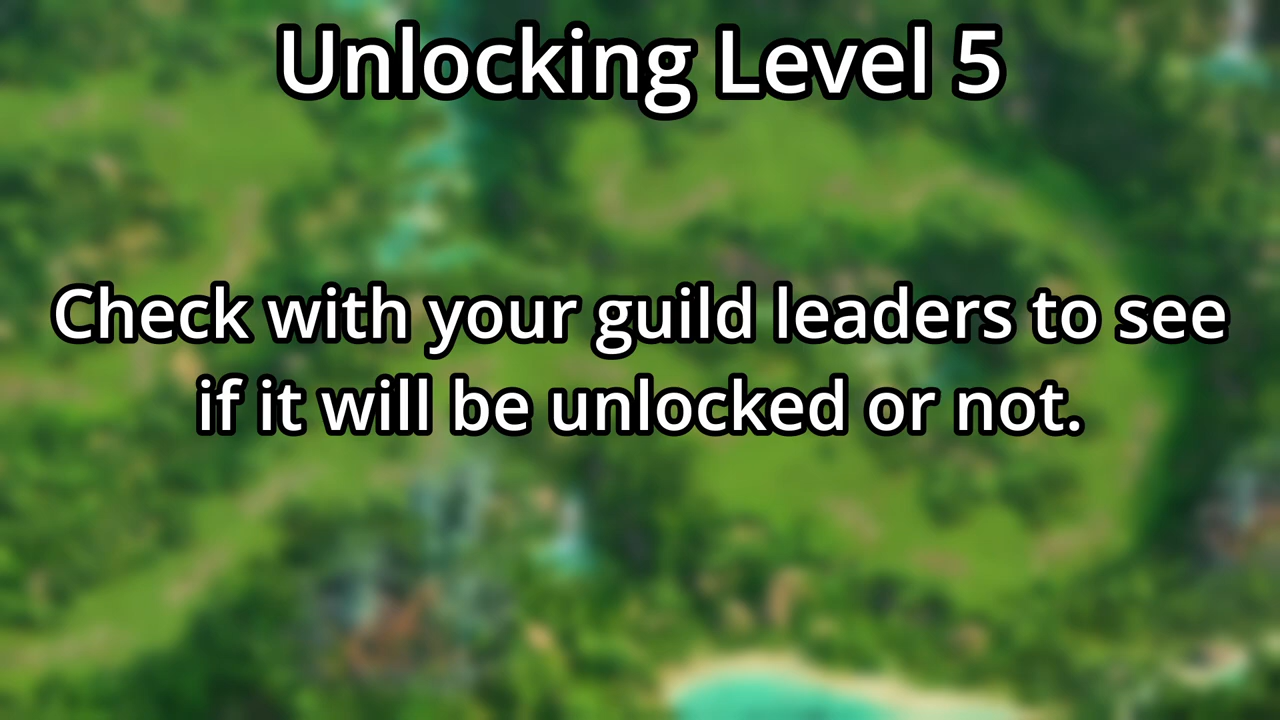 Unlocking Level 5
Check with your guild leaders to see
if it will be unlocked or not.